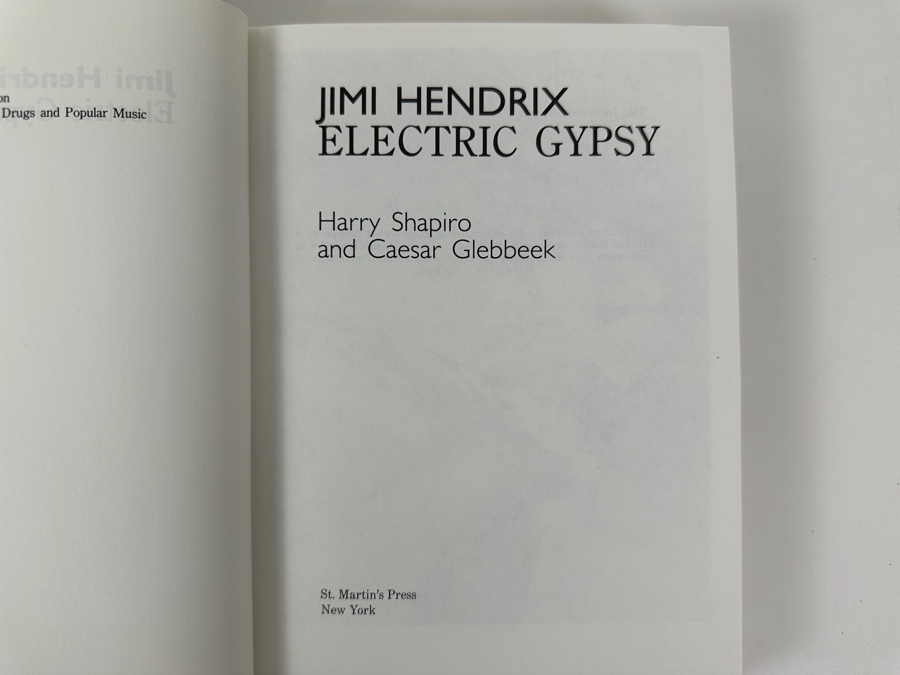 on
Drugs and Popular Music
JIMI HENDRIX
ELECTRIC GYPSY
Harry Shapiro
and Caesar Glebbeek
St. Martin's Press
New York